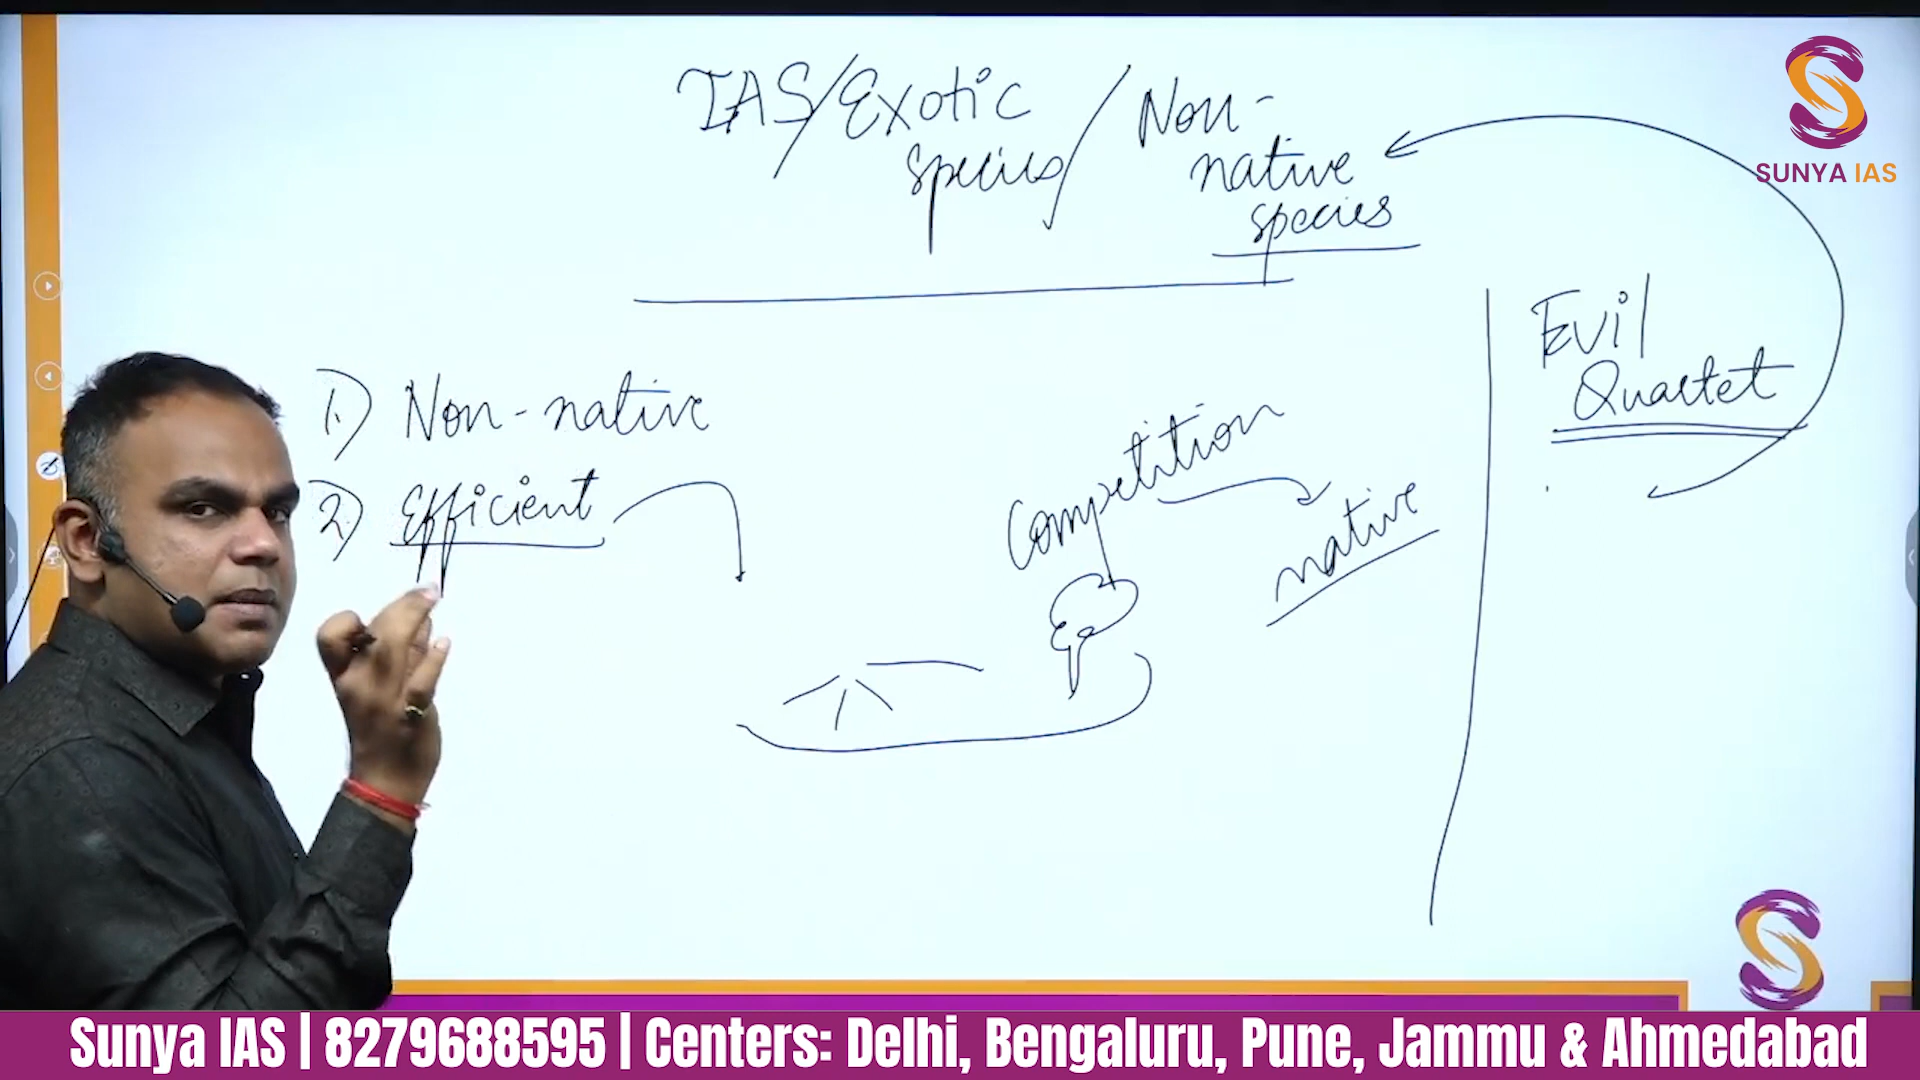 IAS/Exotic species/Non-
native
species
SUNYA IAS
Evil
Quartet
1) Non-native
2) Efficient
Competition
native
Sunya IAS | 8279688595 | Centers: Delhi, Bengaluru, Pune, Jammu & Ahmedabad